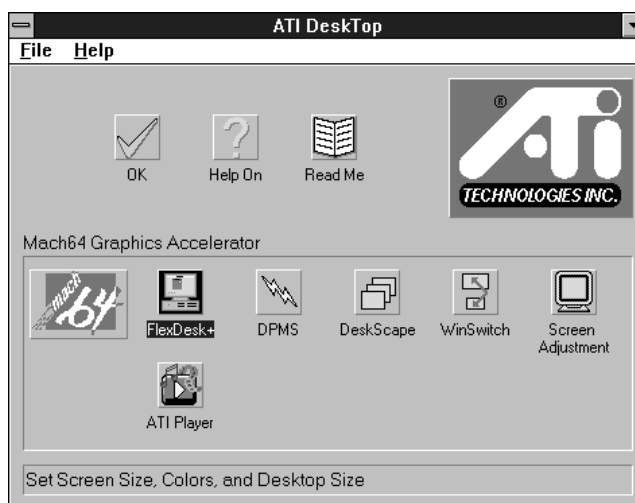 ATI DeskTop
File Help
®
ATI
TECHNOLOGIES INC.
OK Help On Read Me
Mach64 Graphics Accelerator
mach
64
FlexDesk+ DPMS DeskScape WinSwitch Screen
Adjustment
ATI Player
Set Screen Size, Colors, and Desktop Size